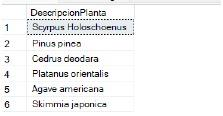 DescripcionPlanta
1 Scyrpus Holoschoenus
2 Pinus pinea
3 Cedrus deodara
4 Platanus orientalis
5 Agave americana
6 Skimmia japonica